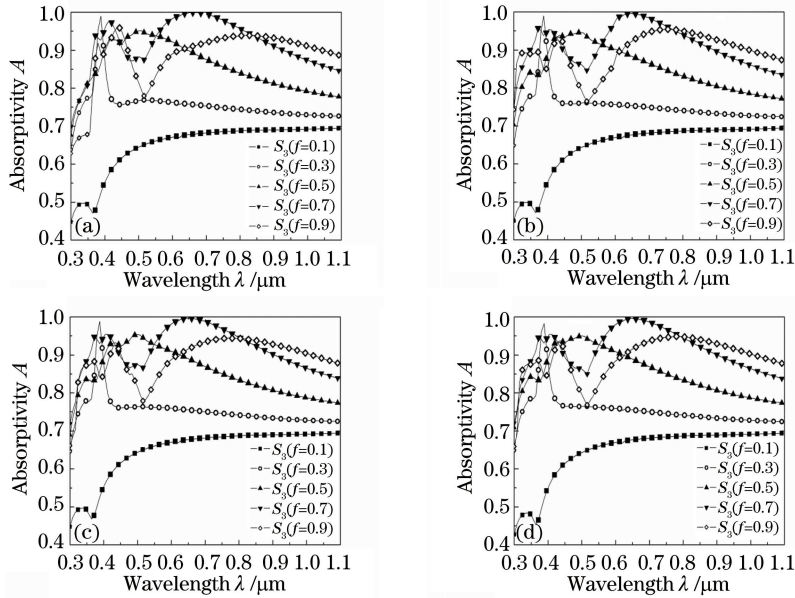 1.0
0.9
0.8
0.7
0.6
0.5
0.4
Absorptivity A
S3(f=0.1)
S3(f=0.3)
S3(f=0.5)
S3(f=0.7)
S3(f=0.9)
(a)
0.3 0.4 0.5 0.6 0.7 0.8 0.9 1.0 1.1
Wavelength λ /μm
1.0
0.9
0.8
0.7
0.6
0.5
0.4
Absorptivity A
S3(f=0.1)
S3(f=0.3)
S3(f=0.5)
S3(f=0.7)
S3(f=0.9)
(b)
0.3 0.4 0.5 0.6 0.7 0.8 0.9 1.0 1.1
Wavelength λ /μm
1.0
0.9
0.8
0.7
0.6
0.5
0.4
Absorptivity A
S3(f=0.1)
S3(f=0.3)
S3(f=0.5)
S3(f=0.7)
S3(f=0.9)
(c)
0.3 0.4 0.5 0.6 0.7 0.8 0.9 1.0 1.1
Wavelength λ /μm
1.0
0.9
0.8
0.7
0.6
0.5
0.4
Absorptivity A
S3(f=0.1)
S3(f=0.3)
S3(f=0.5)
S3(f=0.7)
S3(f=0.9)
(d)
0.3 0.4 0.5 0.6 0.7 0.8 0.9 1.0 1.1
Wavelength λ /μm